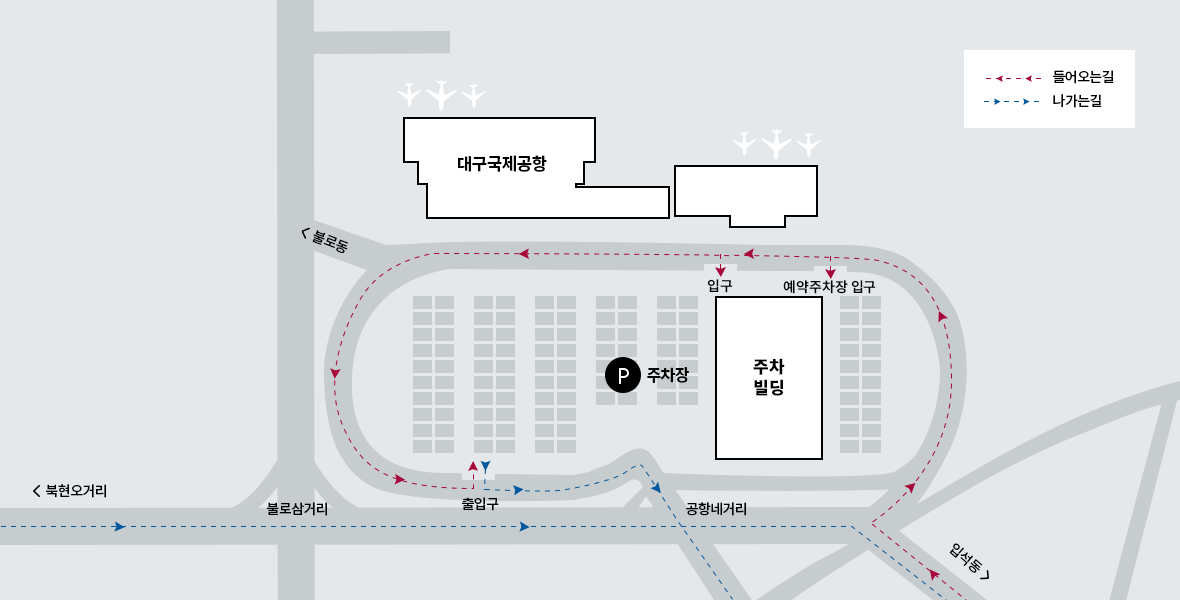 들어오는길
나가는길
대구국제공항
< 불로동
입구
예약주차장 입구
주차
빌딩
P 주차장
< 북현오거리
불로삼거리
출입구
공항네거리
입석동 >